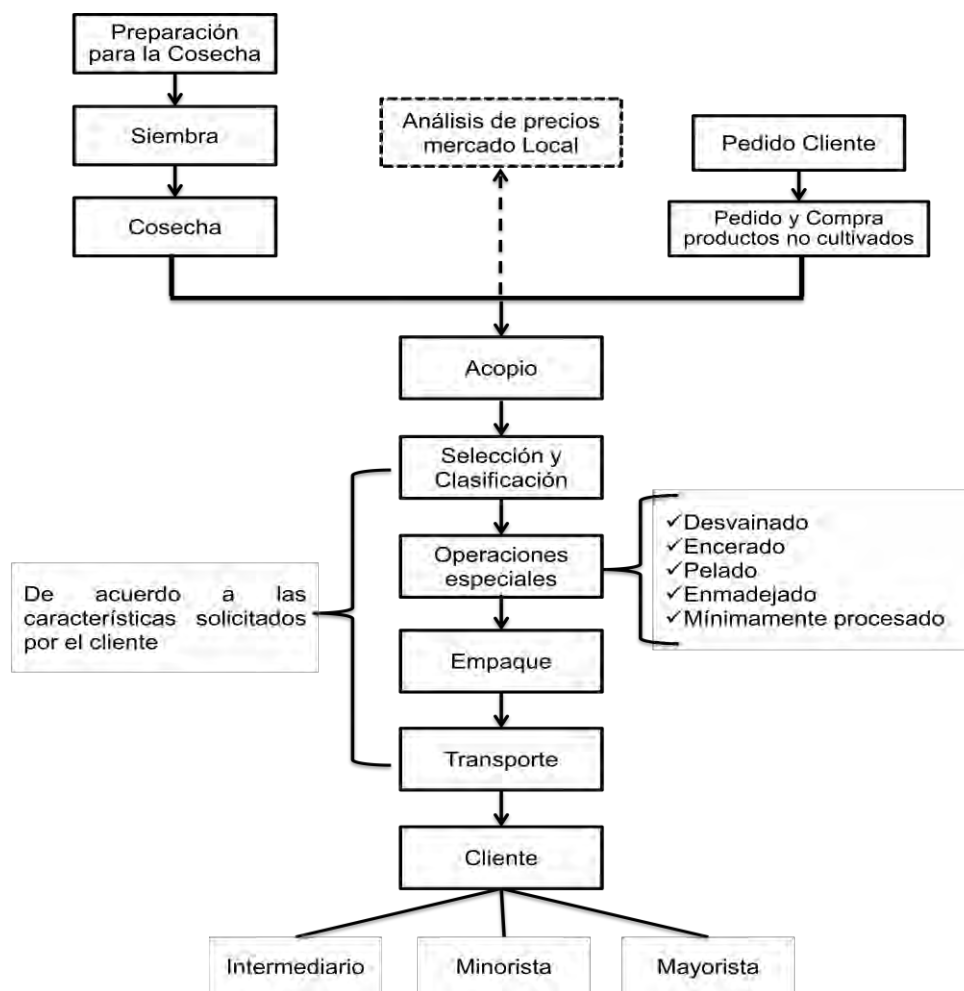 Preparación
para la Cosecha
Siembra
Cosecha
Análisis de precios
mercado Local
Pedido Cliente
Pedido y Compra
productos no cultivados
Acopio
Selección y
Clasificación
Operaciones
especiales
✓Desvainado
✓Encerado
✓Pelado
✓Enmadejado
✓Mínimamente procesado
De acuerdo a las
características solicitados
por el cliente
Empaque
Transporte
Cliente
Intermediario
Minorista
Mayorista